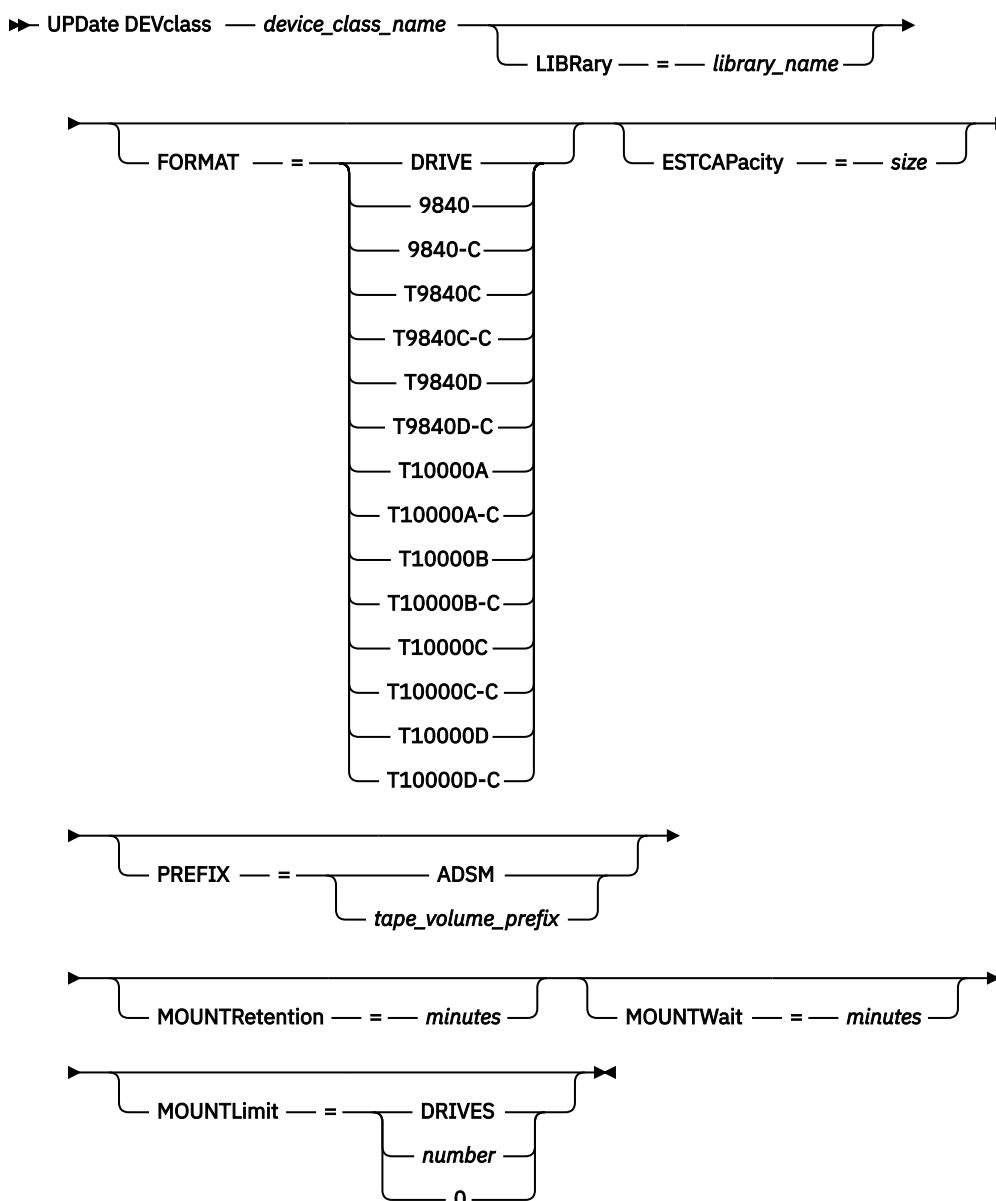 UPDate DEVclass — device_class_name
LIBRary — = — library_name
FORMAT — = DRIVE ESTCAPacity — = — size
9840
9840-C
T9840C
T9840C-C
T9840D
T9840D-C
T10000A
T10000A-C
T10000B
T10000B-C
T10000C
T10000C-C
T10000D
T10000D-C
PREFIX — = ADSM
tape_volume_prefix
MOUNTRetention — = — minutes MOUNTWait — = — minutes
MOUNTLimit — = DRIVES
number
0